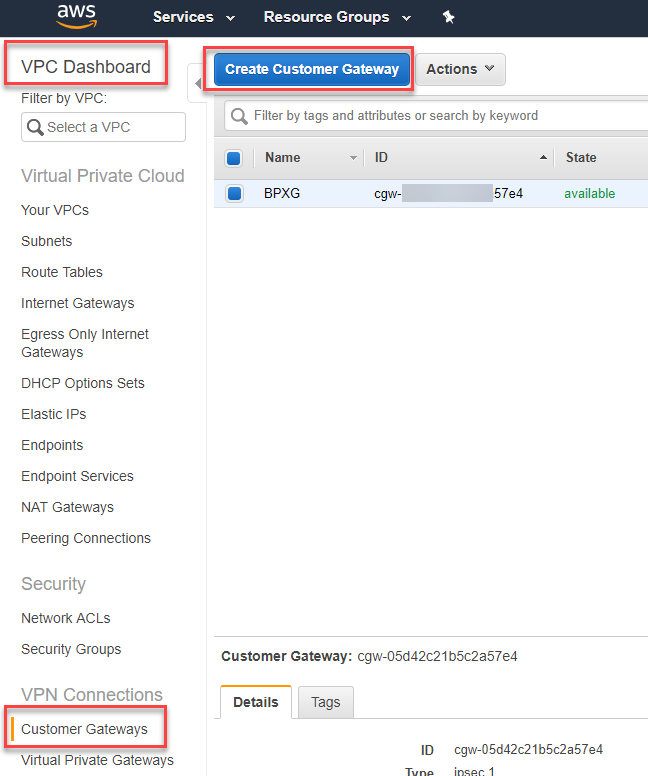 aws Services Resource Groups
VPC Dashboard
Filter by VPC:
Select a VPC
Virtual Private Cloud
Your VPCs
Subnets
Route Tables
Internet Gateways
Egress Only Internet
Gateways
DHCP Options Sets
Elastic IPs
Endpoints
Endpoint Services
NAT Gateways
Peering Connections
Security
Network ACLs
Security Groups
VPN Connections
Customer Gateways
Virtual Private Gateways
Create Customer Gateway Actions
Filter by tags and attributes or search by keyword
Name ID State
BPXG cgw- 57e4 available
Customer Gateway: cgw-05d42c21b5c2a57e4
Details Tags
ID cgw-05d42c21b5c2a57e4
Type ipsec.1